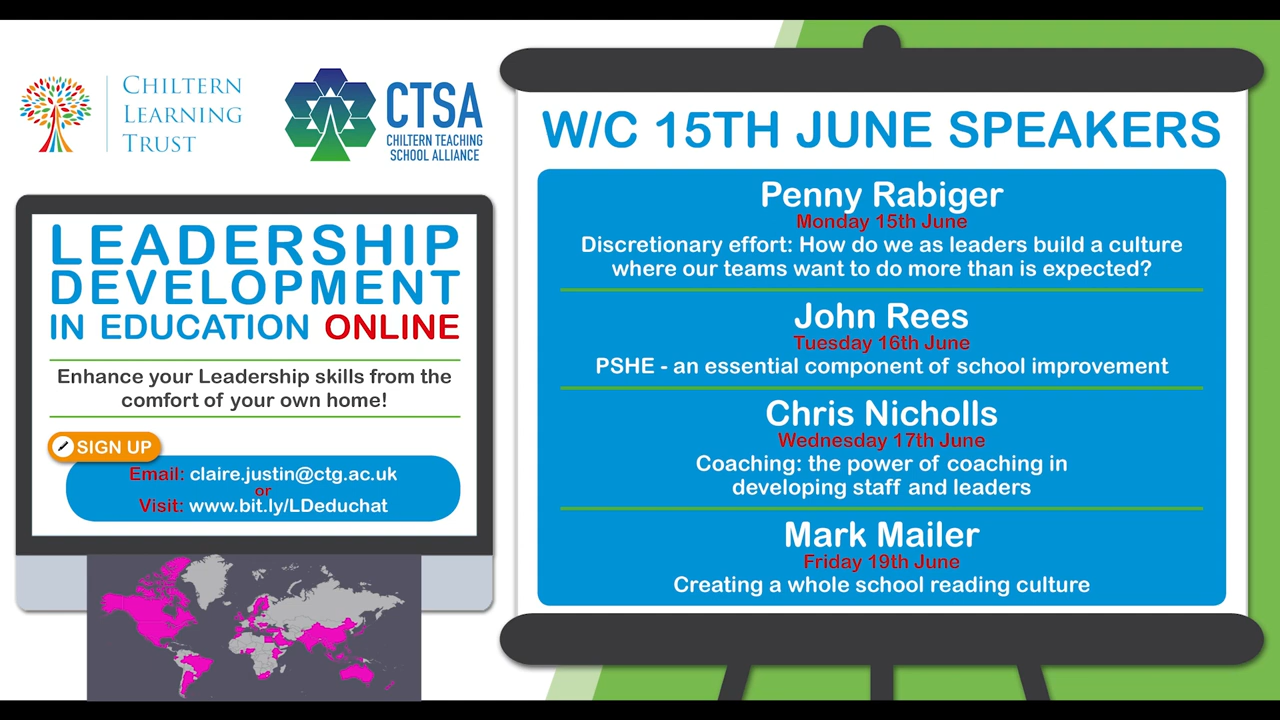 CHILTERN
LEARNING
TRUST
CTSA
CHILTERN TEACHING
SCHOOL ALLIANCE
LEADERSHIP
DEVELOPMENT
IN EDUCATION ONLINE
Enhance your Leadership skills from the
comfort of your own home!
SIGN UP
Email: claire.justin@ctg.ac.uk
or
Visit: www.bit.ly/LDeduchat
W/C 15TH JUNE SPEAKERS
Penny Rabiger
Monday 15th June
Discretionary effort: How do we as leaders build a culture
where our teams want to do more than is expected?
John Rees
Tuesday 16th June
PSHE - an essential component of school improvement
Chris Nicholls
Wednesday 17th June
Coaching: the power of coaching in
developing staff and leaders
Mark Mailer
Friday 19th June
Creating a whole school reading culture